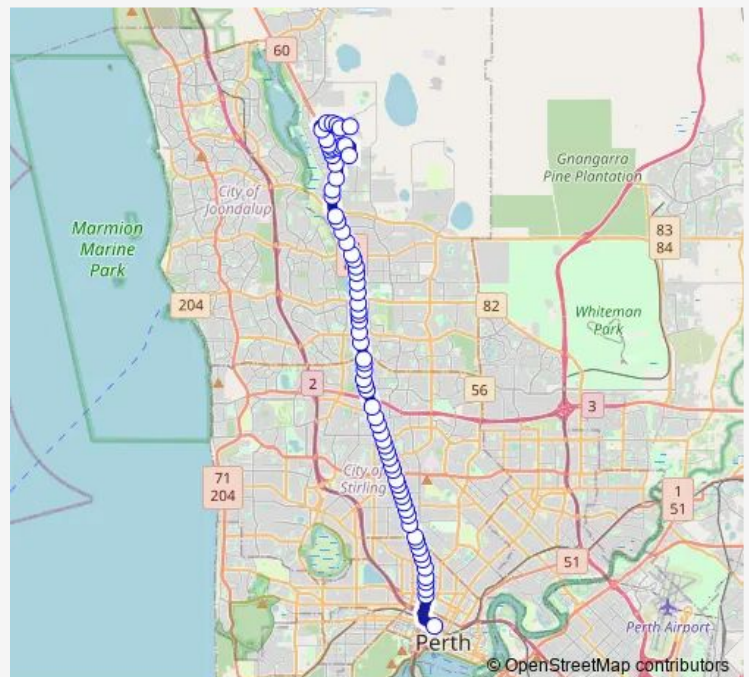 60
Gnangarra
Pine Plantation
City of
Joondalup
Marmion
Marine
Park
83
84
204
82
Whiteman
Park
2
56
3
City of
Stirling
71
204
1
51
51
Perth Airport
Perth
© OpenStreetMap contributors